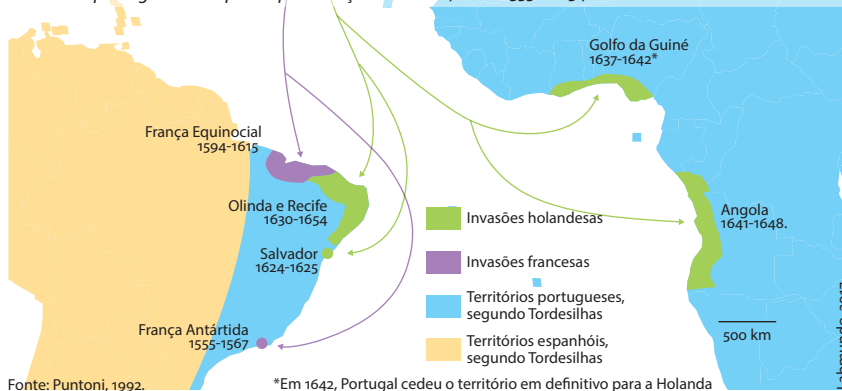 Golfo da Guiné
1637-1642*
França Equinocial
1594-1615
Olinda e Recife
1630-1654
Salvador
1624-1625
França Antártida
1555-1567
Angola
1641-1648.
Invasões holandesas
Invasões francesas
Territórios portugueses,
segundo Tordesilhas
Territórios espanhóis,
segundo Tordesilhas
500 km
Fonte: Puntoni, 1992.
*Em 1642, Portugal cedeu o território em definitivo para a Holanda